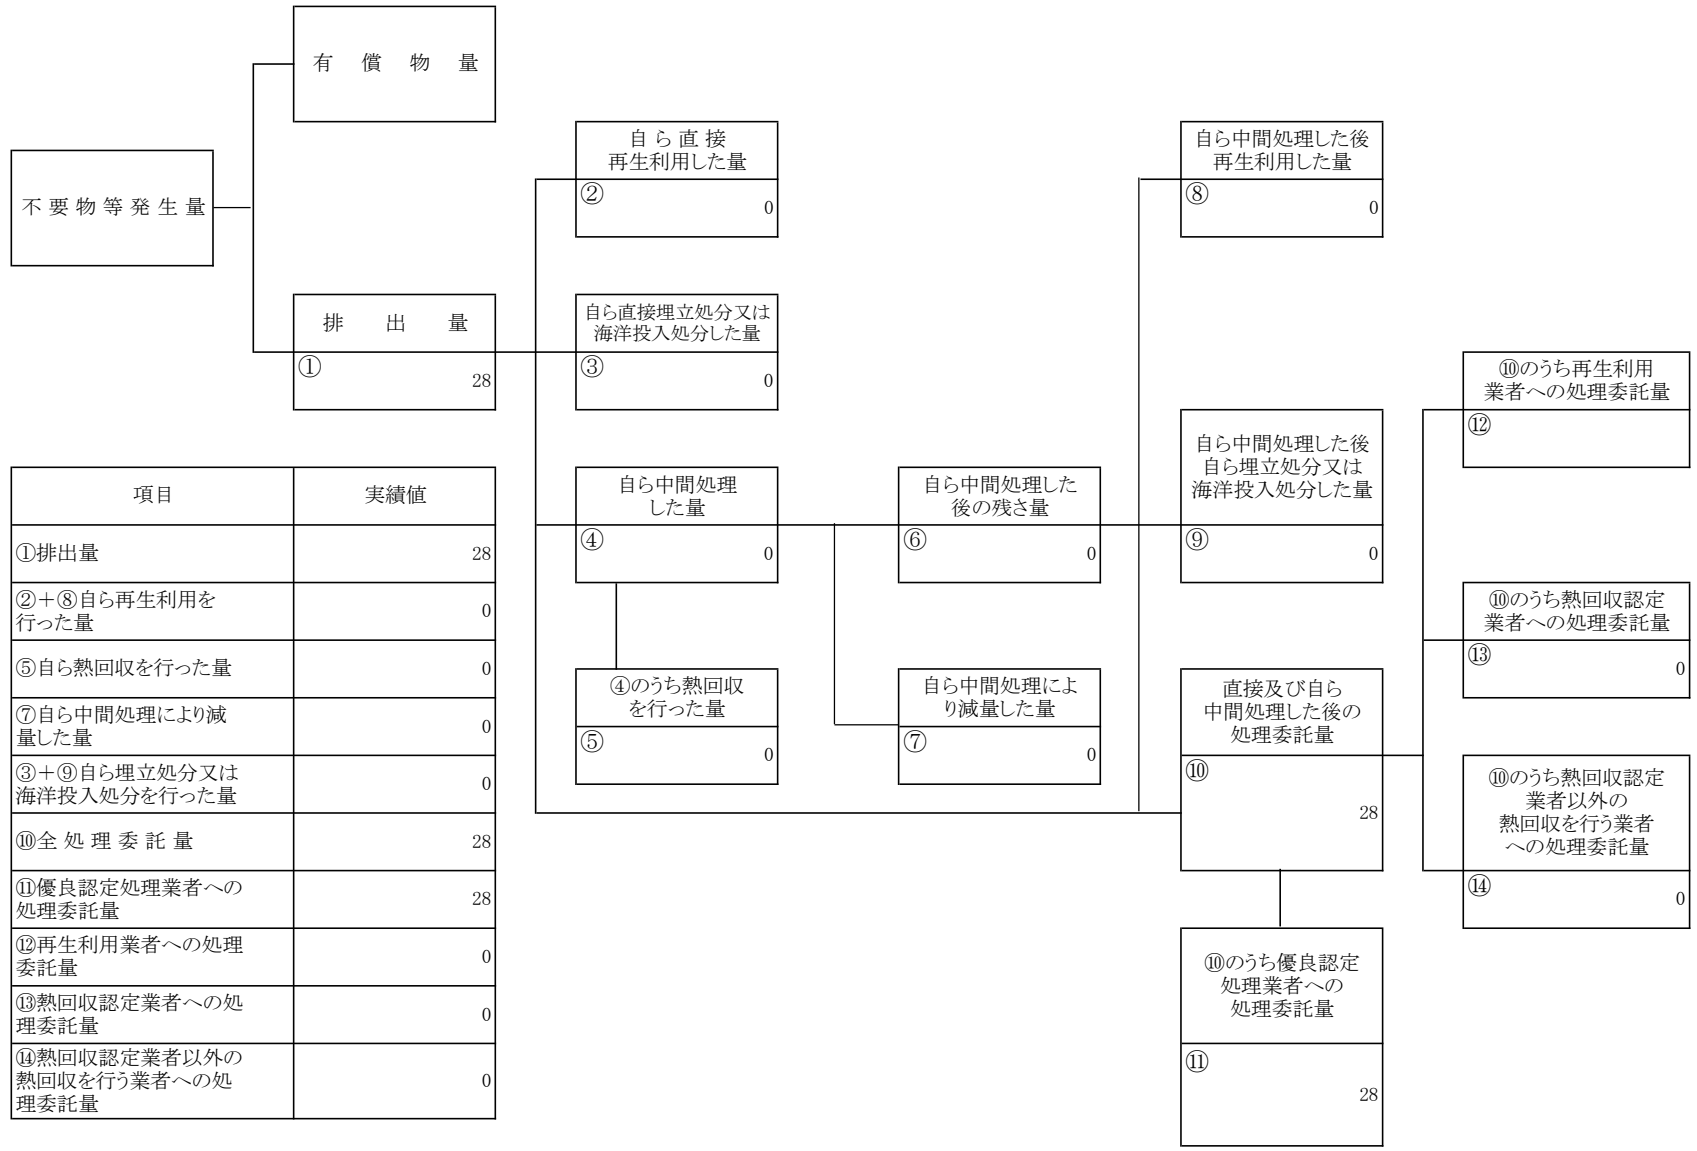 有 償 物 量
不 要 物 等 発 生 量
排 出 量
①
28
自 ら 直 接
再生利用した量
②
0
自ら直接埋立処分又は
海洋投入処分した量
③
0
自ら中間処理
した量
④
0
④のうち熱回収
を行った量
⑤
0
自ら中間処理した
後の残さ量
⑥
0
自ら中間処理によ
り減量した量
⑦
0
自ら中間処理した後
再生利用した量
⑧
0
自ら中間処理した後
自ら埋立処分又は
海洋投入処分した量
⑨
0
直接及び自ら
中間処理した後の
処理委託量
⑩
28
⑩のうち優良認定
処理業者への
処理委託量
⑪
28
⑩のうち再生利用
業者への処理委託量
⑫
⑩のうち熱回収認定
業者への処理委託量
⑬
0
⑩のうち熱回収認定
業者以外の
熱回収を行う業者
への処理委託量
⑭
0
項目 実績値
①排出量 28
②＋⑧自ら再生利用を
行った量 0
⑤自ら熱回収を行った量 0
⑦自ら中間処理により減
量した量 0
③＋⑨自ら埋立処分又は
海洋投入処分を行った量 0
⑩全 処 理 委 託 量 28
⑪優良認定処理業者への
処理委託量 28
⑫再生利用業者への処理
委託量 0
⑬熱回収認定業者への処
理委託量 0
⑭熱回収認定業者以外の
熱回収を行う業者への処
理委託量 0